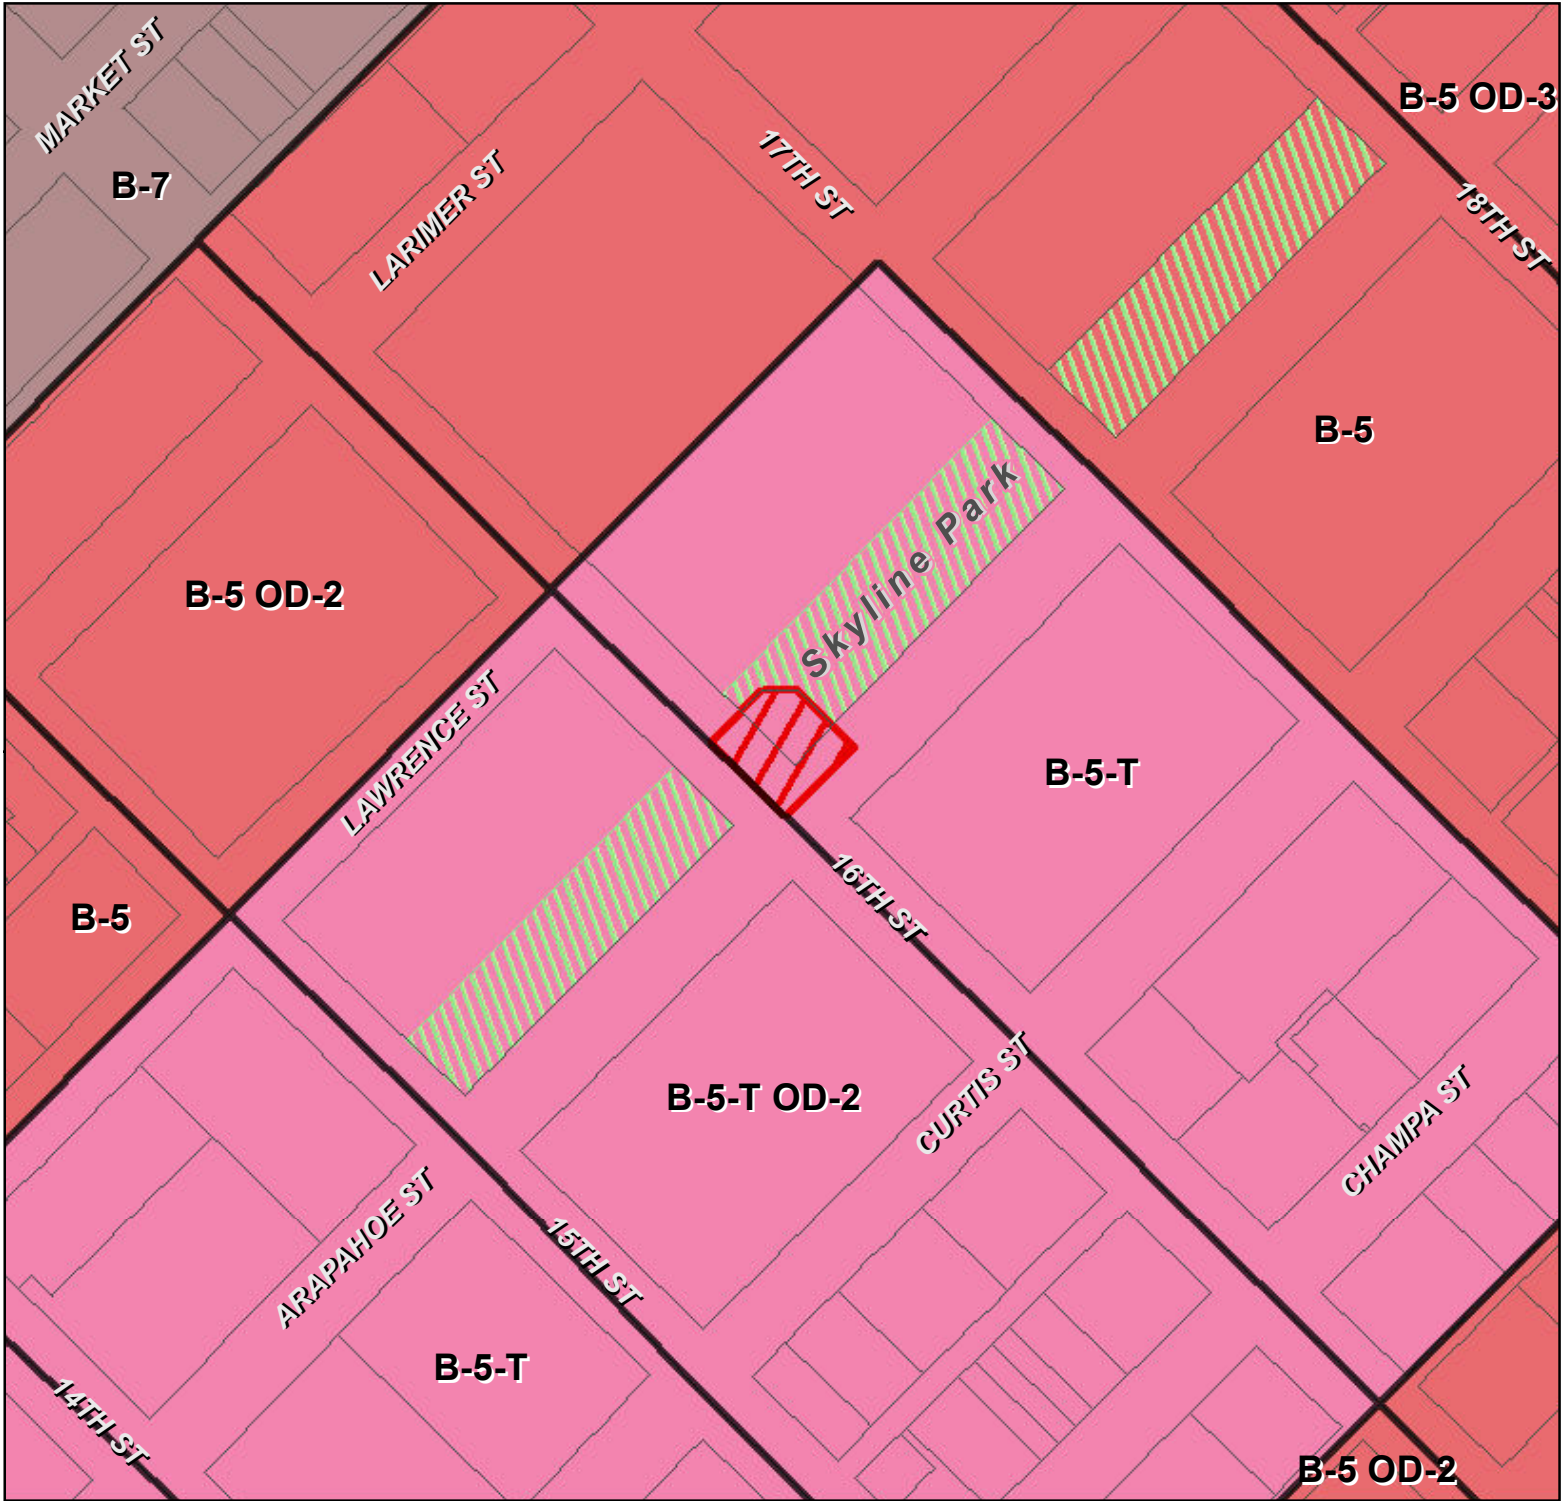 MARKET ST
B-5 OD-3
B-7
17TH ST
LARIMER ST
18TH ST
B-5
Skyline Park
B-5 OD-2
LAWRENCE ST
B-5-T
B-5
16TH ST
B-5-T OD-2
CURTIS ST
CHAMPA ST
ARAPAHOE ST
15TH ST
B-5-T
14TH ST
B-5 OD-2